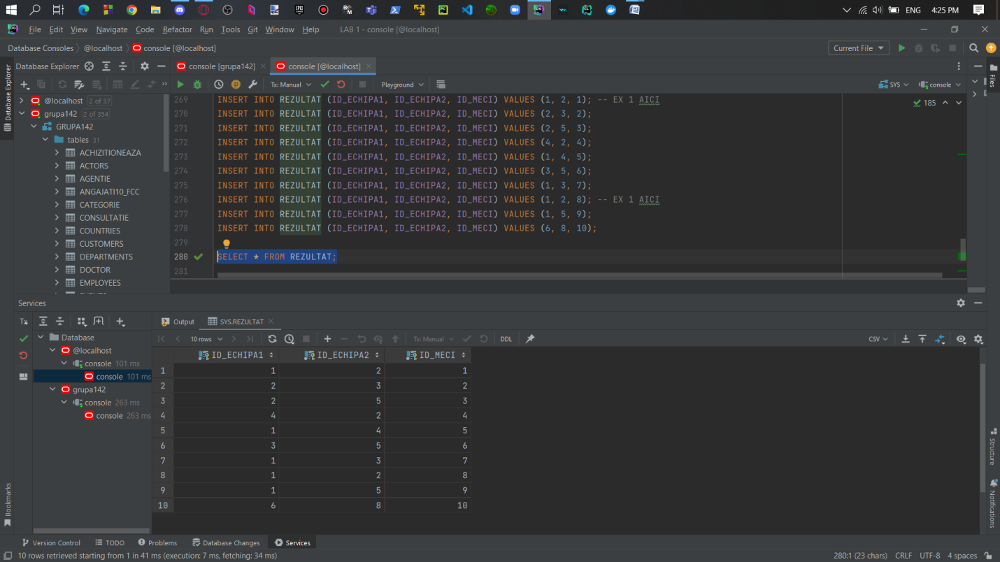 ENG 4:25 PM
File Edit View Navigate Code Refactor Run Tools Git Window Help LAB 1 - console [@localhost]
Database Consoles @localhost console [@localhost] Current File
Database Explorer
console [grupa142] console [@localhost]
Tx: Manual Playground SYS console
Database Explorer
Files
@localhost 2 of 37
grupa142 2 of 354
GRUPA142
tables 31
ACHIZITIONEAZA
ACTORS
AGENTIE
ANGAJATI10_FCC
CATEGORIE
CONSULTATIE
COUNTRIES
CUSTOMERS
DEPARTMENTS
DOCTOR
EMPLOYEES
185
269 INSERT INTO REZULTAT (ID_ECHIPA1, ID_ECHIPA2, ID_MECI) VALUES (1, 2, 1); -- EX 1 AICI
270 INSERT INTO REZULTAT (ID_ECHIPA1, ID_ECHIPA2, ID_MECI) VALUES (2, 3, 2);
271 INSERT INTO REZULTAT (ID_ECHIPA1, ID_ECHIPA2, ID_MECI) VALUES (2, 5, 3);
272 INSERT INTO REZULTAT (ID_ECHIPA1, ID_ECHIPA2, ID_MECI) VALUES (4, 2, 4);
273 INSERT INTO REZULTAT (ID_ECHIPA1, ID_ECHIPA2, ID_MECI) VALUES (1, 4, 5);
274 INSERT INTO REZULTAT (ID_ECHIPA1, ID_ECHIPA2, ID_MECI) VALUES (3, 5, 6);
275 INSERT INTO REZULTAT (ID_ECHIPA1, ID_ECHIPA2, ID_MECI) VALUES (1, 3, 7);
276 INSERT INTO REZULTAT (ID_ECHIPA1, ID_ECHIPA2, ID_MECI) VALUES (1, 2, 8); -- EX 1 AICI
277 INSERT INTO REZULTAT (ID_ECHIPA1, ID_ECHIPA2, ID_MECI) VALUES (1, 5, 9);
278 INSERT INTO REZULTAT (ID_ECHIPA1, ID_ECHIPA2, ID_MECI) VALUES (6, 8, 10);
279
280 SELECT * FROM REZULTAT;
281
Services
Tx
Database
@localhost
console 101 ms
console 101 ms
grupa142
console 263 ms
console 263 ms
Output SYS.REZULTAT
10 rows Tx: Manual DDL CSV
ID_ECHIPA1 ID_ECHIPA2 ID_MECI
1 1 2 1
2 2 3 2
3 2 5 3
4 4 2 4
5 1 4 5
6 3 5 6
7 1 3 7
8 1 2 8
9 1 5 9
10 6 8 10
Bookmarks
Structure
Notifications
Version Control TODO Problems Database Changes Services
10 rows retrieved starting from 1 in 41 ms (execution: 7 ms, fetching: 34 ms) 280:1 (23 chars) CRLF UTF-8 4 spaces